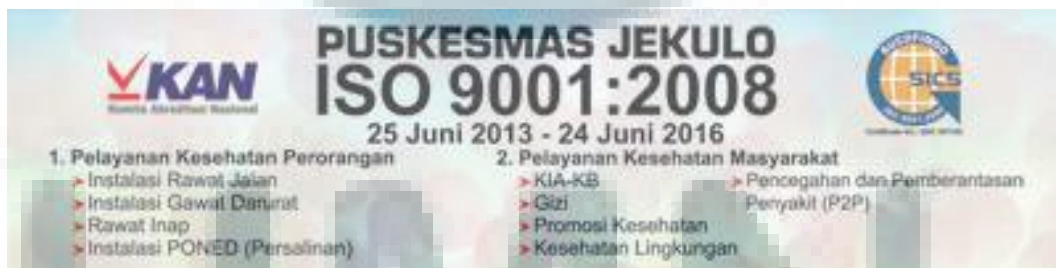 PUSKESMAS JEKULO
KAN
Komite Akreditasi Nasional
ISO 9001:2008
SUCOFINDO
SICS
25 Juni 2013 - 24 Juni 2016
1. Pelayanan Kesehatan Perorangan
➤ Instalasi Rawat Jalan
➤ Instalasi Gawat Darurat
➤ Rawat Inap
➤ Instalasi PONED (Persalinan)
2. Pelayanan Kesehatan Masyarakat
➤ KIA-KB
➤ Gizi
➤ Promosi Kesehatan
➤ Kesehatan Lingkungan
➤ Pencegahan dan Pemberantasan
Penyakit (P2P)